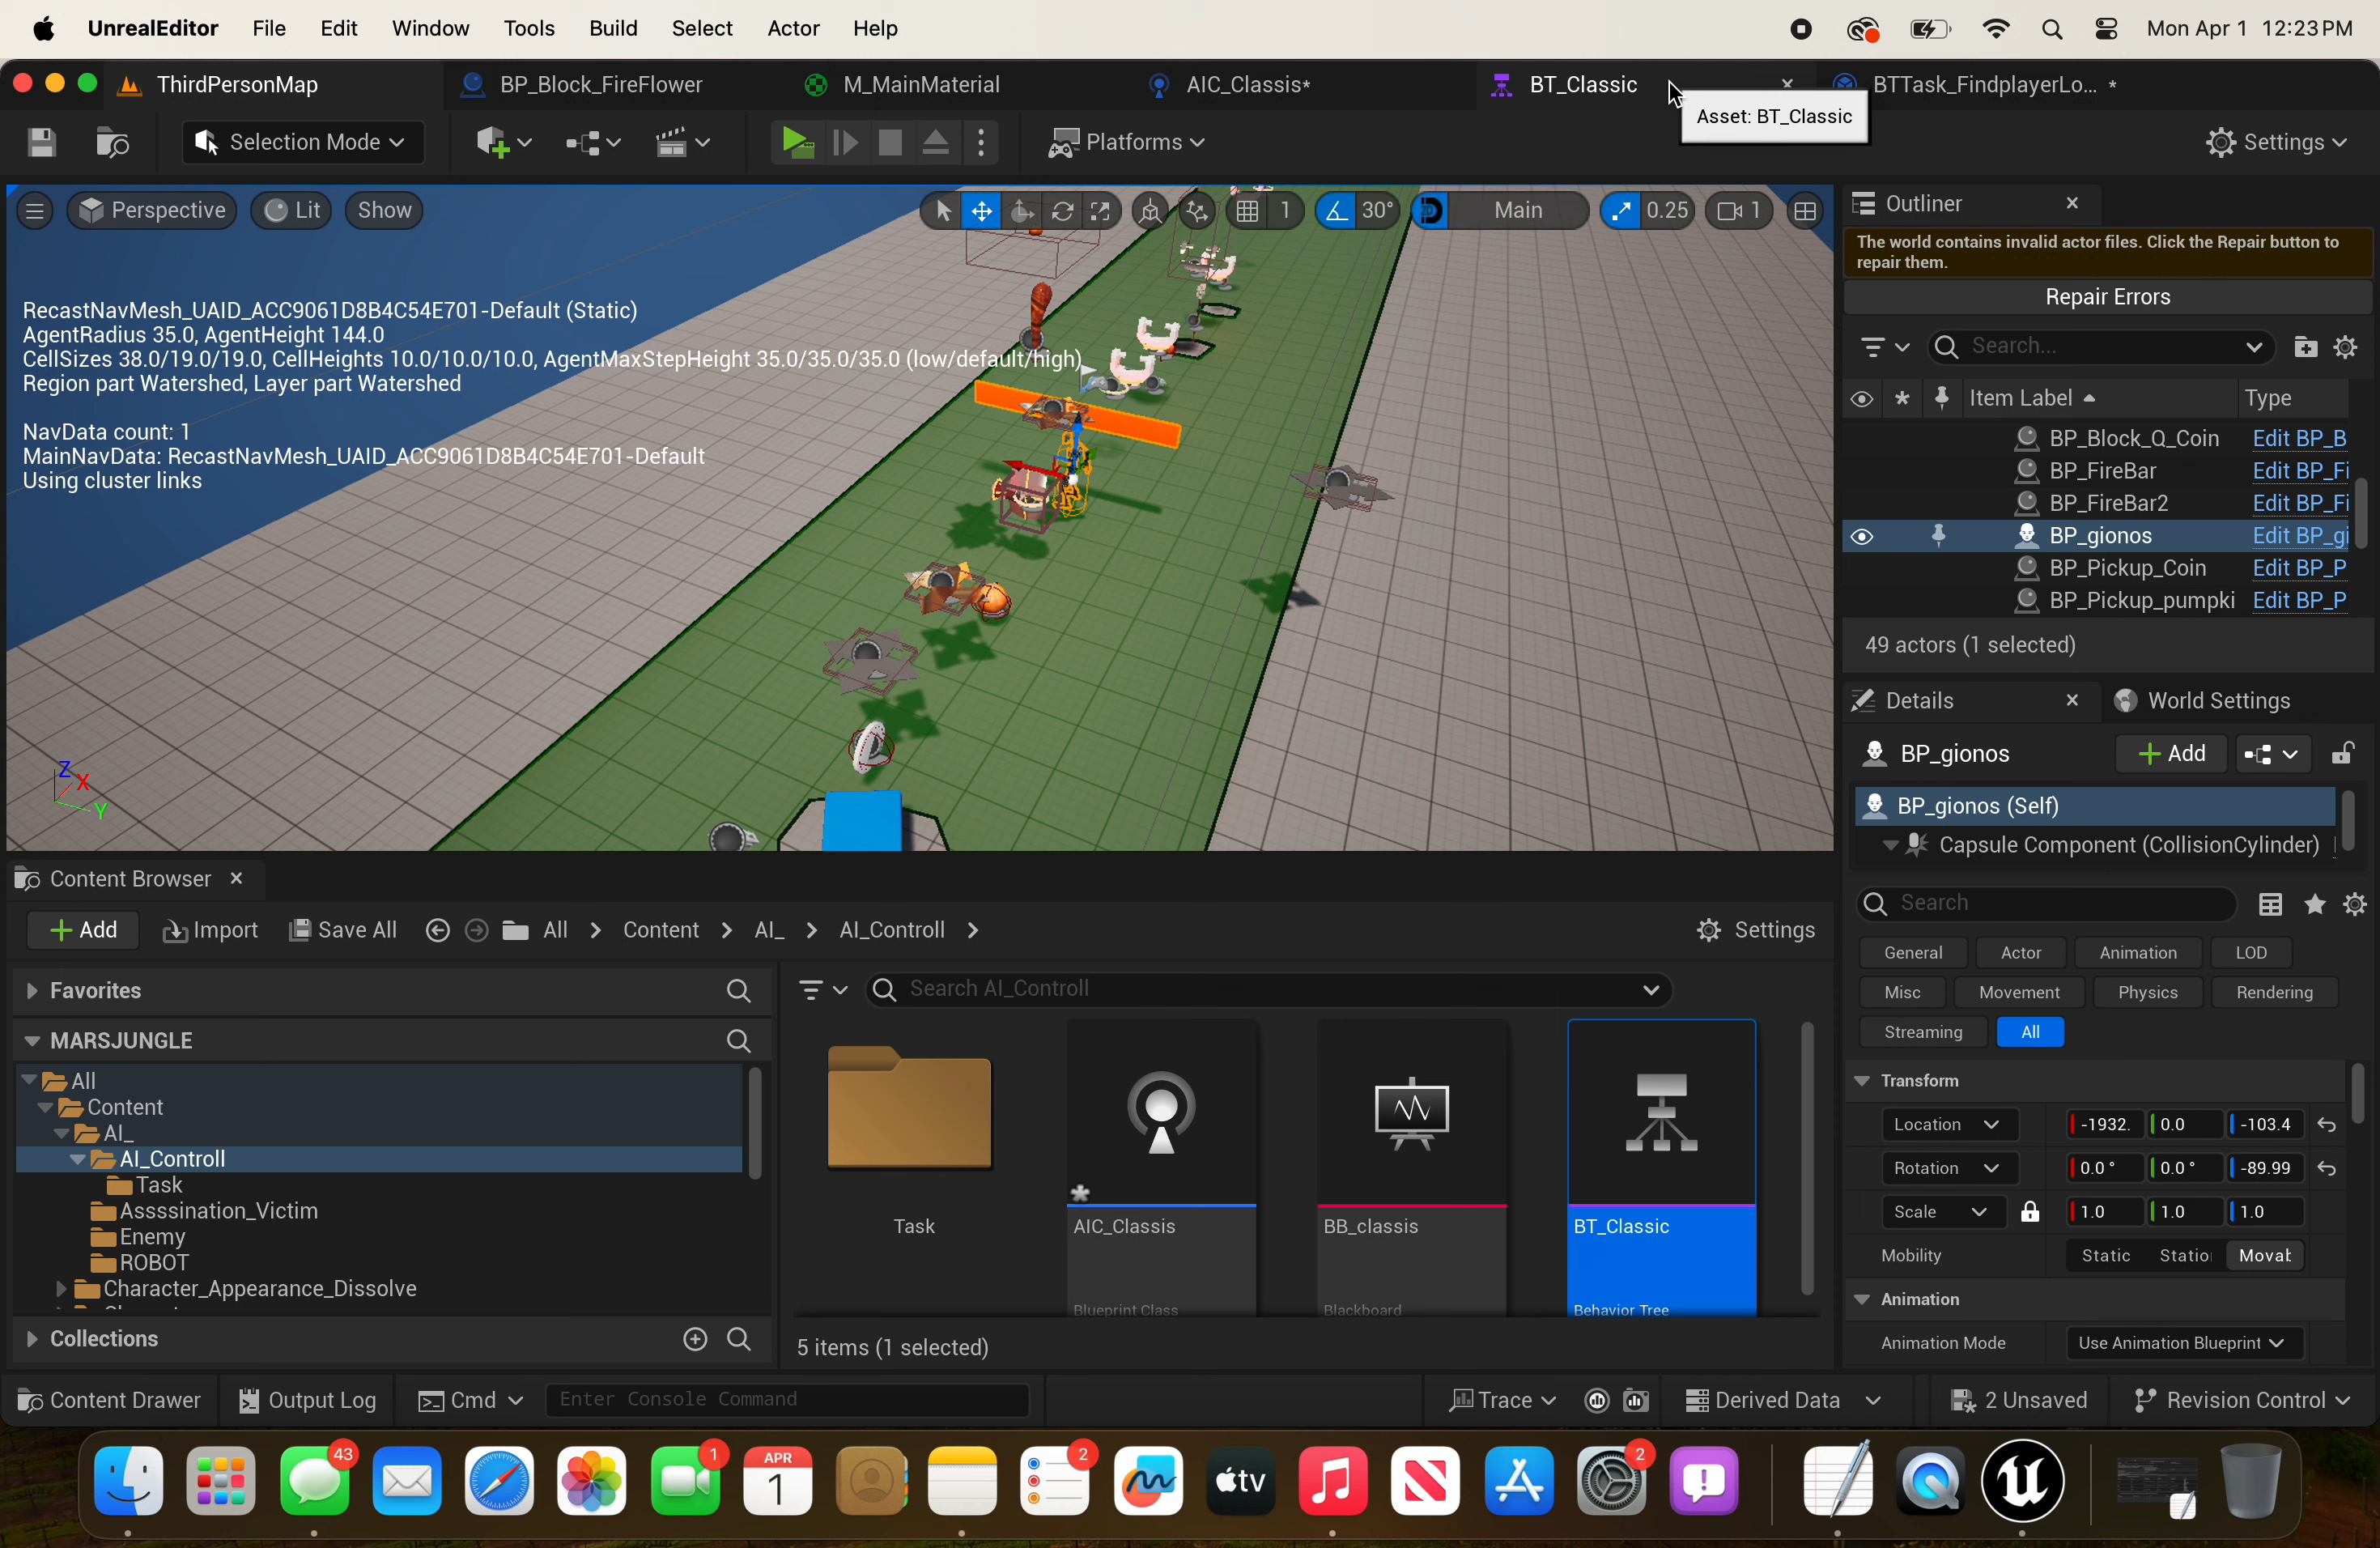 UnrealEditor File Edit Window Tools Build Select Actor Help Mon Apr 1 12:23 PM
ThirdPersonMap BP_Block_FireFlower M_MainMaterial AIC_Classis* BT_Classic BTTask_FindplayerLo... *
Asset: BT_Classic
Selection Mode Platforms Settings
Perspective Lit Show 1 30° Main 0.25 1
RecastNavMesh_UAID_ACC9061D8B4C54E701-Default (Static)
AgentRadius 35.0, AgentHeight 144.0
CellSizes 38.0/19.0/19.0, CellHeights 10.0/10.0/10.0, AgentMaxStepHeight 35.0/35.0/35.0 (low/default/high)
Region part Watershed, Layer part Watershed
NavData count: 1
MainNavData: RecastNavMesh_UAID_ACC9061D8B4C54E701-Default
Using cluster links
Z
X
Y
Outliner
The world contains invalid actor files. Click the Repair button to
repair them.
Repair Errors
Search...
Item Label Type
BP_Block_Q_Coin Edit BP_B
BP_FireBar Edit BP_Fi
BP_FireBar2 Edit BP_Fi
BP_gionos Edit BP_gi
BP_Pickup_Coin Edit BP_P
BP_Pickup_pumpki Edit BP_P
49 actors (1 selected)
Details World Settings
BP_gionos Add
BP_gionos (Self)
Capsule Component (CollisionCylinder)
Search
General Actor Animation LOD
Misc Movement Physics Rendering
Streaming All
Transform
Location -1932. 0.0 -103.4
Rotation 0.0° 0.0° -89.99
Scale 1.0 1.0 1.0
Mobility Static Statio Movab
Animation
Animation Mode Use Animation Blueprint
Content Browser
Add Import Save All All Content AI_ AI_Controll Settings
Favorites
MARSJUNGLE
All
Content
AI_
AI_Controll
Task
Asssination_Victim
Enemy
ROBOT
Character_Appearance_Dissolve
Collections
Search AI_Controll
Task AIC_Classis BB_classis BT_Classic
Blueprint Class Blackboard Behavior Tree
5 items (1 selected)
Content Drawer Output Log Cmd Enter Console Command Trace Derived Data 2 Unsaved Revision Control
43 1 APR 1 2 tv 2